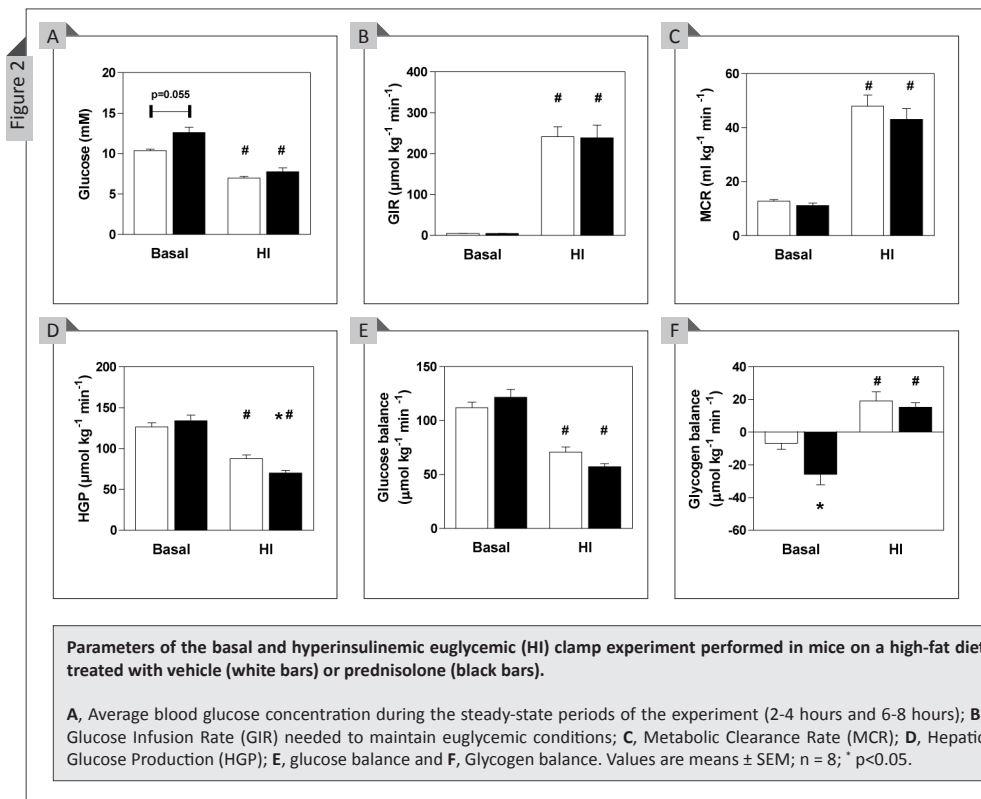 Figure 2
A
Glucose (mM)
20
15
10
5
0
p=0.055
# #
Basal HI
B
GIR (µmol kg⁻¹ min⁻¹)
400
300
200
100
0
# #
Basal HI
C
MCR (ml kg⁻¹ min⁻¹)
60
40
20
0
# #
Basal HI
D
HGP (µmol kg⁻¹ min⁻¹)
200
150
100
50
0
# *#
Basal HI
E
Glucose balance
(µmol kg⁻¹ min⁻¹)
150
100
50
0
# #
Basal HI
F
Glycogen balance
(µmol kg⁻¹ min⁻¹)
40
20
0
-20
-40
-60
# #
*
Basal HI
Parameters of the basal and hyperinsulinemic euglycemic (HI) clamp experiment performed in mice on a high-fat diet
treated with vehicle (white bars) or prednisolone (black bars).
A, Average blood glucose concentration during the steady-state periods of the experiment (2-4 hours and 6-8 hours); B
Glucose Infusion Rate (GIR) needed to maintain euglycemic conditions; C, Metabolic Clearance Rate (MCR); D, Hepatic
Glucose Production (HGP); E, glucose balance and F, Glycogen balance. Values are means ± SEM; n = 8; * p<0.05.